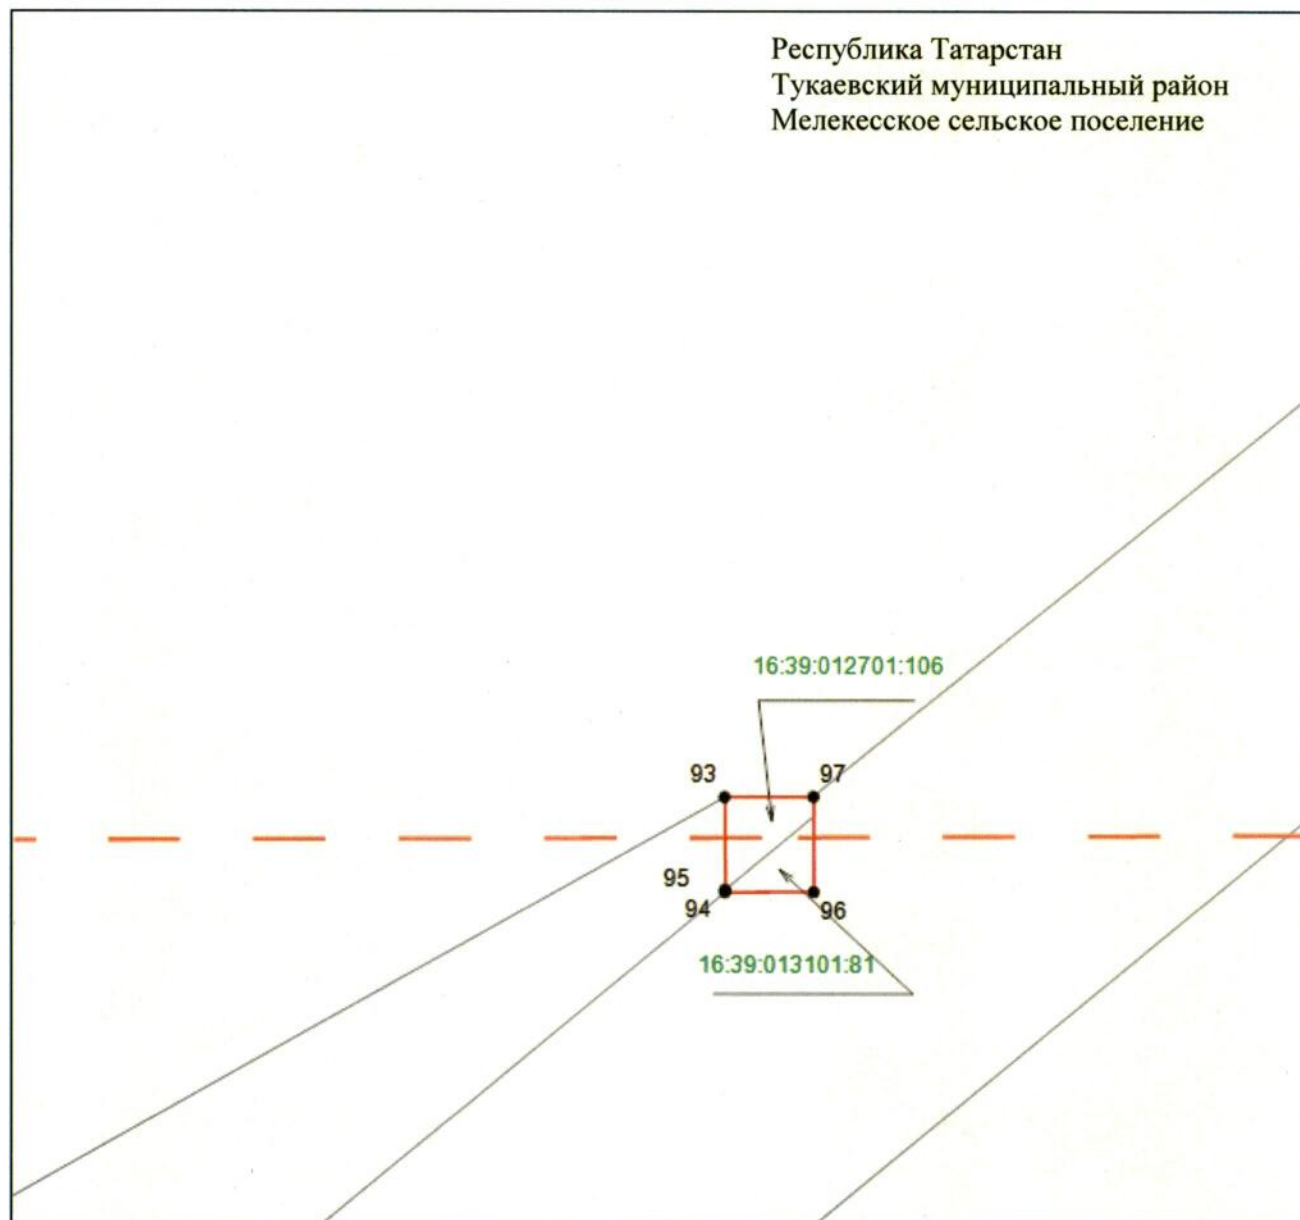 Республика Татарстан
Тукаевский муниципальный район
Мелекесское сельское поселение
16:39:012701:106
93
97
95
94
96
16:39:013101:81